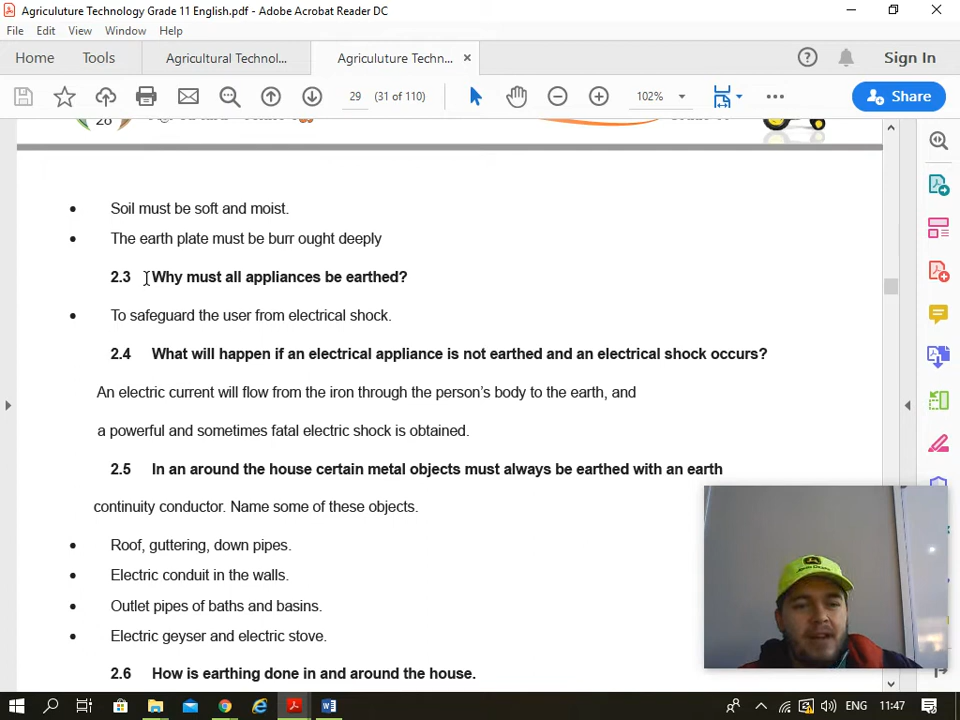 Agriculuture Technology Grade 11 English.pdf - Adobe Acrobat Reader DC
File Edit View Window Help
Home Tools Agricultural Technol... Agriculuture Techn... Sign In
29 (31 of 110) 102% Share
28
Soil must be soft and moist.
The earth plate must be burr ought deeply
2.3 Why must all appliances be earthed?
To safeguard the user from electrical shock.
2.4 What will happen if an electrical appliance is not earthed and an electrical shock occurs?
An electric current will flow from the iron through the person's body to the earth, and
a powerful and sometimes fatal electric shock is obtained.
2.5 In an around the house certain metal objects must always be earthed with an earth
continuity conductor. Name some of these objects.
Roof, guttering, down pipes.
Electric conduit in the walls.
Outlet pipes of baths and basins.
Electric geyser and electric stove.
2.6 How is earthing done in and around the house.
ENG 11:47